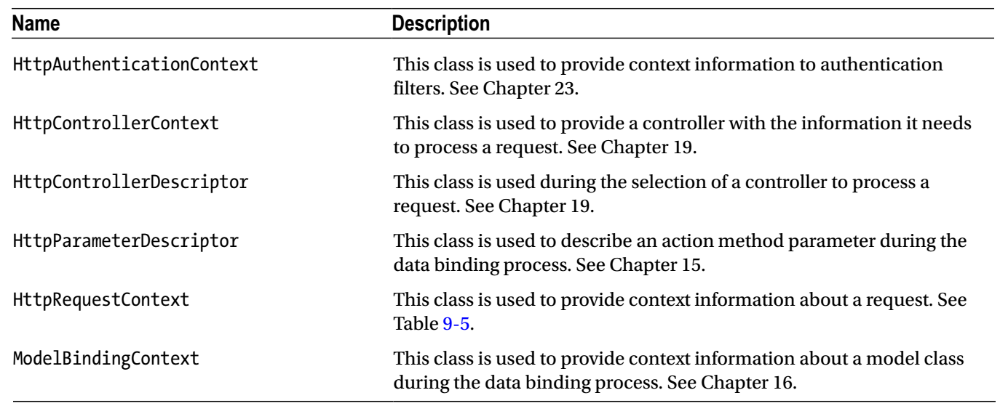 Name Description
HttpAuthenticationContext This class is used to provide context information to authentication
filters. See Chapter 23.
HttpControllerContext This class is used to provide a controller with the information it needs
to process a request. See Chapter 19.
HttpControllerDescriptor This class is used during the selection of a controller to process a
request. See Chapter 19.
HttpParameterDescriptor This class is used to describe an action method parameter during the
data binding process. See Chapter 15.
HttpRequestContext This class is used to provide context information about a request. See
Table 9-5.
ModelBindingContext This class is used to provide context information about a model class
during the data binding process. See Chapter 16.